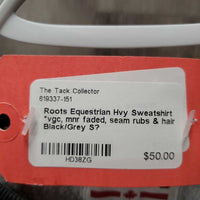 The Tack Collector
619337-151
Roots Equestrian Hvy Sweatshirt
*vgc, mnr faded, seam rubs & hair
Black/Grey S?
HD38ZG
$50.00